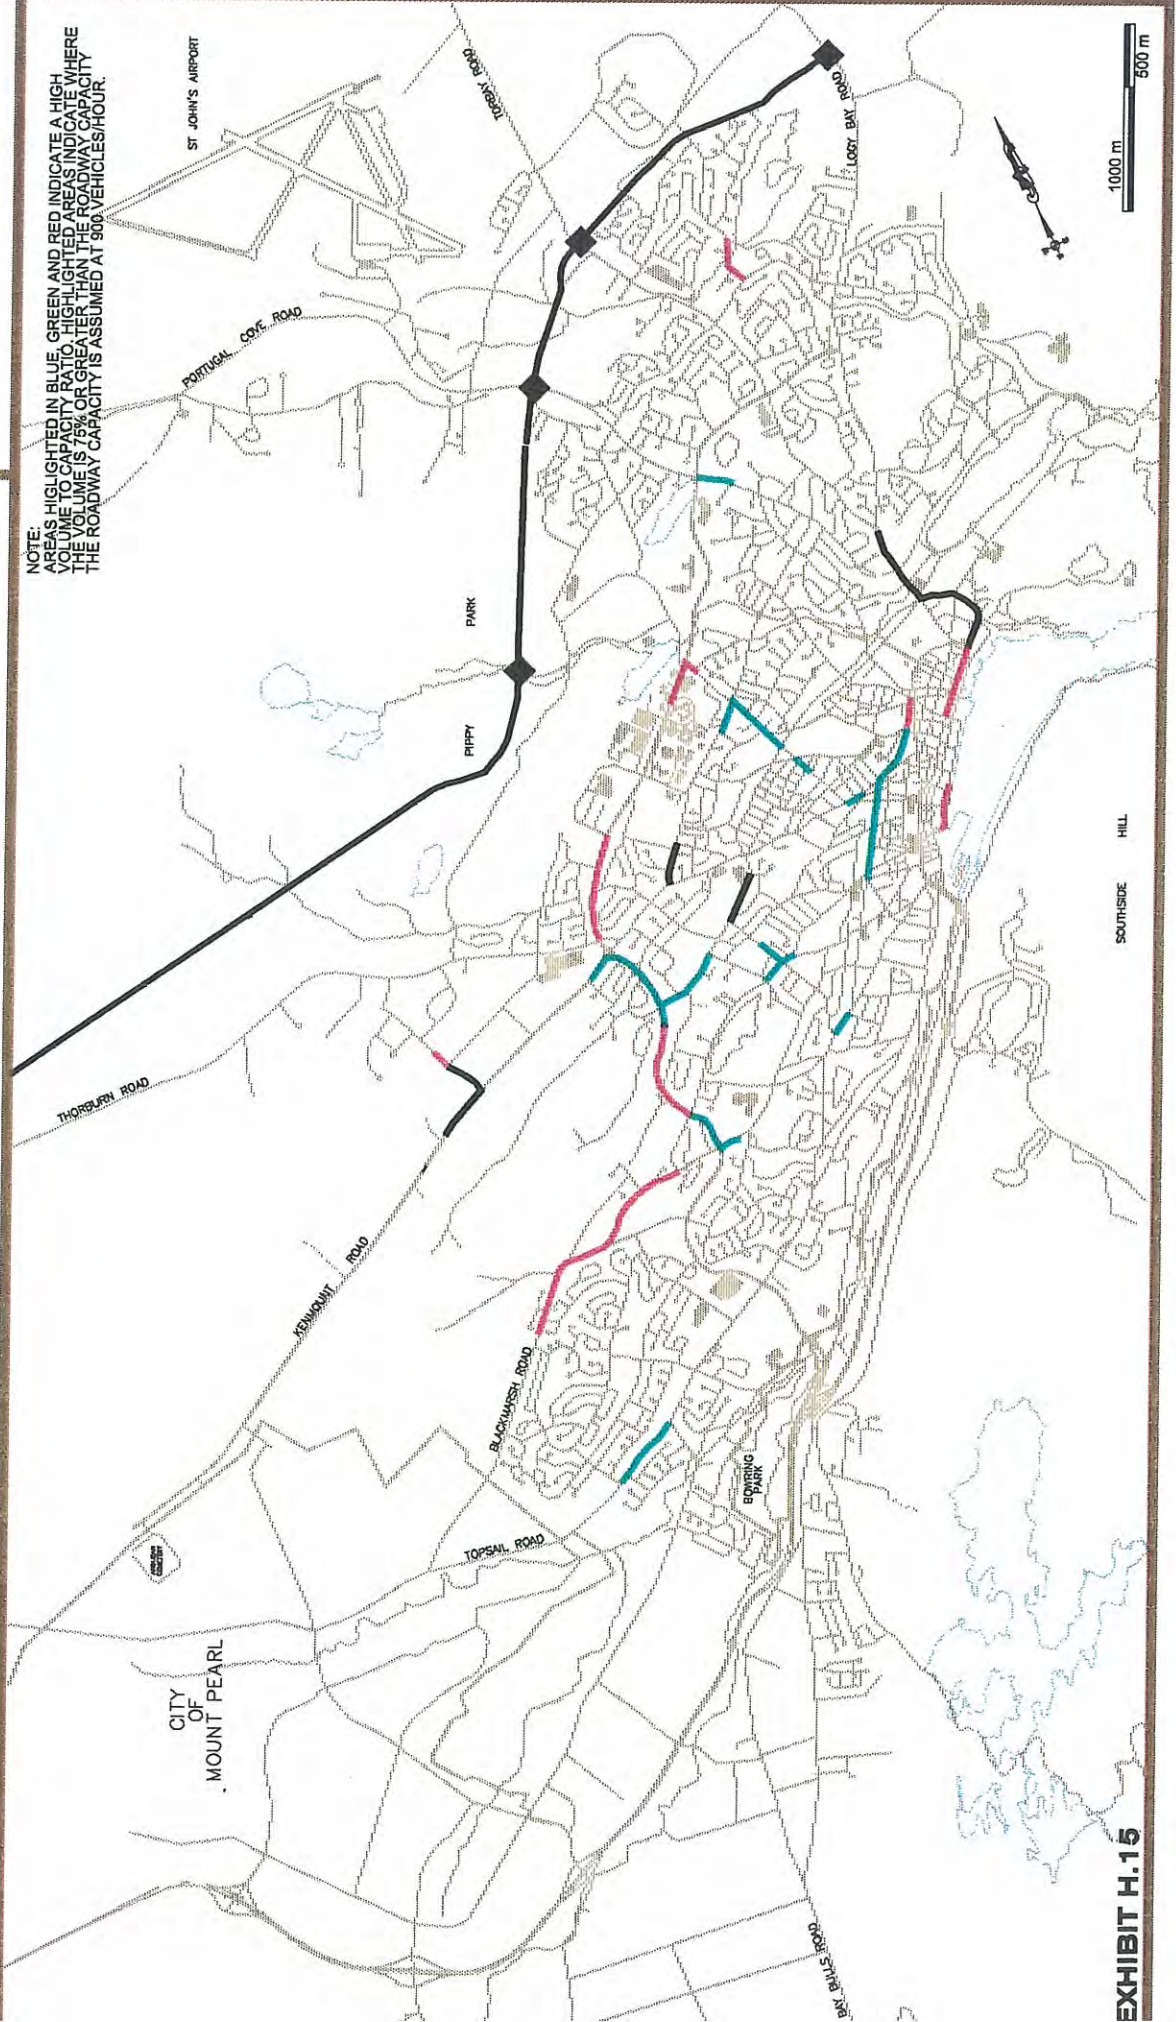 NOTE:
AREAS HIGLIGHTED IN BLUE, GREEN AND RED INDICATE A HIGH
VOLUME TO CAPACITY RATIO. HIGHLIGHTED AREAS INDICATE WHERE
THE VOLUME IS 75% OR GREATER THAN THE ROADWAY CAPACITY
THE ROADWAY CAPACITY IS ASSUMED AT 900 VEHICLES/HOUR.
ST JOHN'S AIRPORT
TORBAY ROAD
LOGY BAY ROAD
1000 m
500 m
PORTUGAL COVE ROAD
PIPPY PARK
THORBURN ROAD
KENMOUNT ROAD
BLACKMARSH ROAD
SOUTHSIDE HILL
BOWRING
PARK
TOPSAIL ROAD
CITY
OF
MOUNT PEARL
BAY BULLS ROAD
EXHIBIT H.15